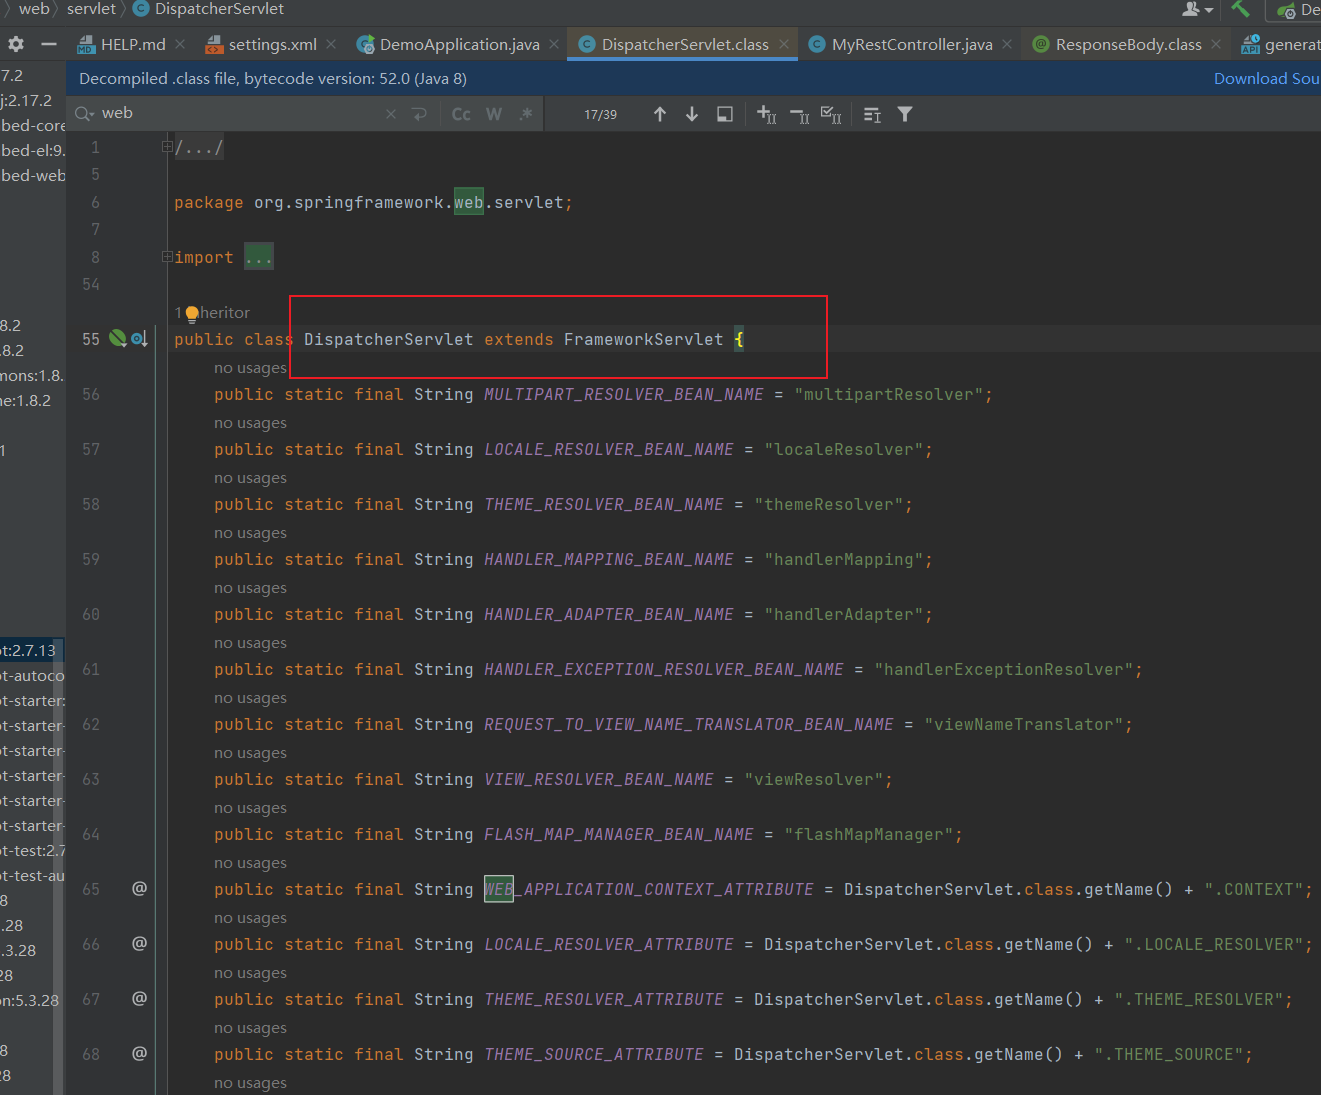 web servlet DispatcherServlet
De
HELP.md settings.xml DemoApplication.java DispatcherServlet.class MyRestController.java ResponseBody.class generat
7.2
Decompiled .class file, bytecode version: 52.0 (Java 8) Download Sou
j:2.17.2
web Cc W .* 17/39
bed-core
1 /.../
bed-el:9.
5
bed-web
6 package org.springframework.web.servlet;
7
8 import ...
54
1 inheritor
8.2
55 public class DispatcherServlet extends FrameworkServlet {
8.2
no usages
mons:1.8.
56 public static final String MULTIPART_RESOLVER_BEAN_NAME = "multipartResolver";
ne:1.8.2
no usages
57 public static final String LOCALE_RESOLVER_BEAN_NAME = "localeResolver";
no usages
58 public static final String THEME_RESOLVER_BEAN_NAME = "themeResolver";
no usages
59 public static final String HANDLER_MAPPING_BEAN_NAME = "handlerMapping";
no usages
60 public static final String HANDLER_ADAPTER_BEAN_NAME = "handlerAdapter";
no usages
ot:2.7.13
61 public static final String HANDLER_EXCEPTION_RESOLVER_BEAN_NAME = "handlerExceptionResolver";
ot-autoco
no usages
ot-starter:
62 public static final String REQUEST_TO_VIEW_NAME_TRANSLATOR_BEAN_NAME = "viewNameTranslator";
ot-starter-
no usages
ot-starter-
63 public static final String VIEW_RESOLVER_BEAN_NAME = "viewResolver";
ot-starter-
no usages
ot-starter-
64 public static final String FLASH_MAP_MANAGER_BEAN_NAME = "flashMapManager";
ot-starter-
no usages
ot-test:2.7
ot-test-au
65 @ public static final String WEB_APPLICATION_CONTEXT_ATTRIBUTE = DispatcherServlet.class.getName() + ".CONTEXT";
8
no usages
.28
66 @ public static final String LOCALE_RESOLVER_ATTRIBUTE = DispatcherServlet.class.getName() + ".LOCALE_RESOLVER";
.3.28
no usages
28
67 @ public static final String THEME_RESOLVER_ATTRIBUTE = DispatcherServlet.class.getName() + ".THEME_RESOLVER";
on:5.3.28
no usages
68 @ public static final String THEME_SOURCE_ATTRIBUTE = DispatcherServlet.class.getName() + ".THEME_SOURCE";
8
28
no usages